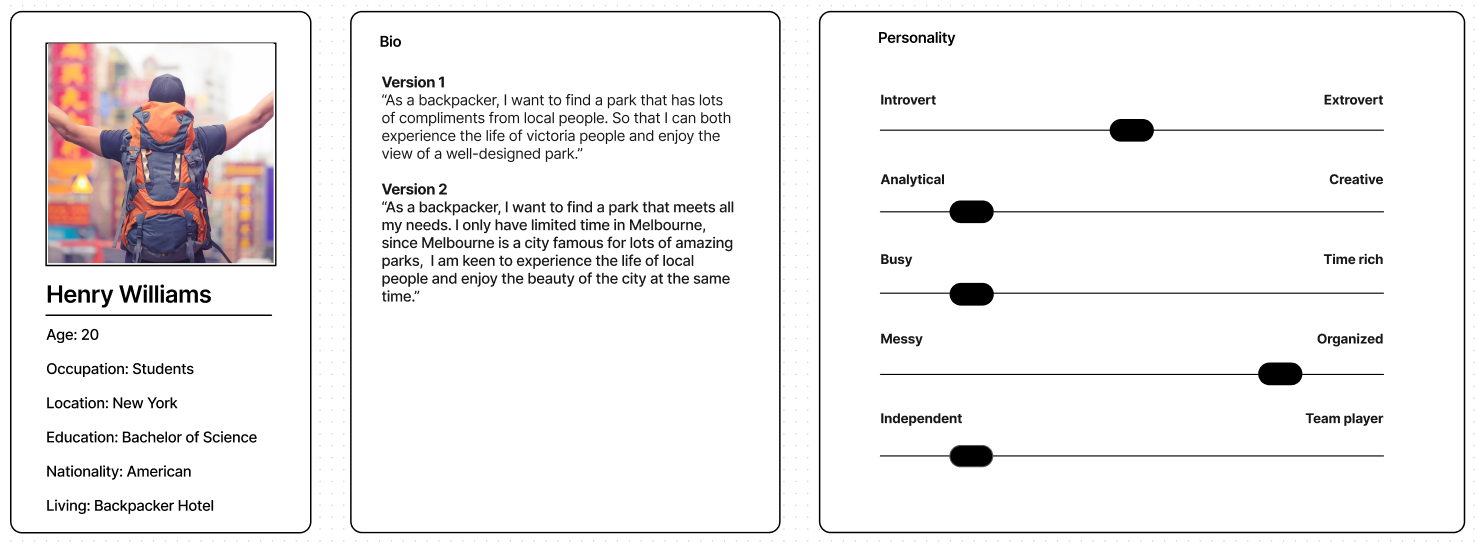 Henry Williams
Age: 20
Occupation: Students
Location: New York
Education: Bachelor of Science
Nationality: American
Living: Backpacker Hotel
Bio
Version 1
“As a backpacker, I want to find a park that has lots
of compliments from local people. So that I can both
experience the life of victoria people and enjoy the
view of a well-designed park.”
Version 2
“As a backpacker, I want to find a park that meets all
my needs. I only have limited time in Melbourne,
since Melbourne is a city famous for lots of amazing
parks,  I am keen to experience the life of local
people and enjoy the beauty of the city at the same
time.”
Personality
Introvert Extrovert
Analytical Creative
Busy Time rich
Messy Organized
Independent Team player